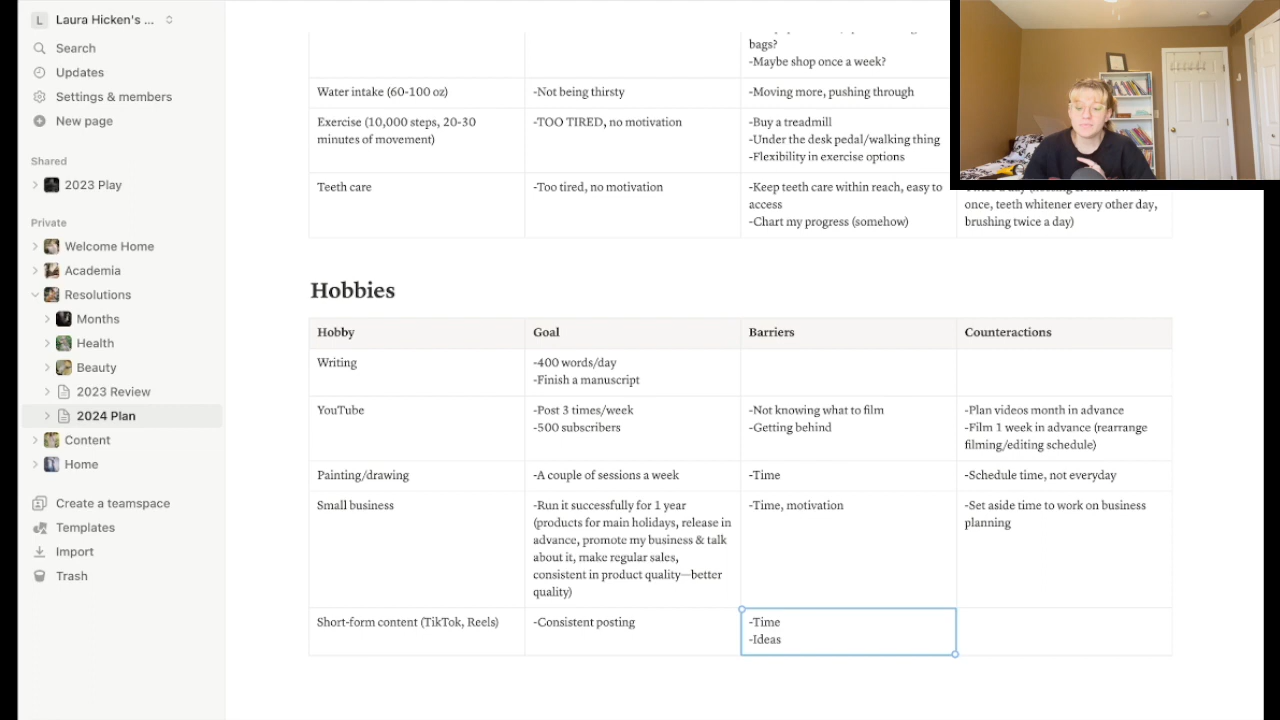 L Laura Hicken's ...
Search
Updates
Settings & members
New page
Shared
2023 Play
Private
Welcome Home
Academia
Resolutions
Months
Health
Beauty
2023 Review
2024 Plan
Content
Home
Create a teamspace
Templates
Import
Trash
bags?
-Maybe shop once a week?
Water intake (60-100 oz)
-Not being thirsty
-Moving more, pushing through
Exercise (10,000 steps, 20-30
minutes of movement)
-TOO TIRED, no motivation
-Buy a treadmill
-Under the desk pedal/walking thing
-Flexibility in exercise options
Teeth care
-Too tired, no motivation
-Keep teeth care within reach, easy to
access
-Chart my progress (somehow)
once, teeth whitener every other day,
brushing twice a day)
Hobbies
Hobby
Goal
Barriers
Counteractions
Writing
-400 words/day
-Finish a manuscript
YouTube
-Post 3 times/week
-500 subscribers
-Not knowing what to film
-Getting behind
-Plan videos month in advance
-Film 1 week in advance (rearrange
filming/editing schedule)
Painting/drawing
-A couple of sessions a week
-Time
-Schedule time, not everyday
Small business
-Run it successfully for 1 year
(products for main holidays, release in
advance, promote my business & talk
about it, make regular sales,
consistent in product quality—better
quality)
-Time, motivation
-Set aside time to work on business
planning
Short-form content (TikTok, Reels)
-Consistent posting
-Time
-Ideas